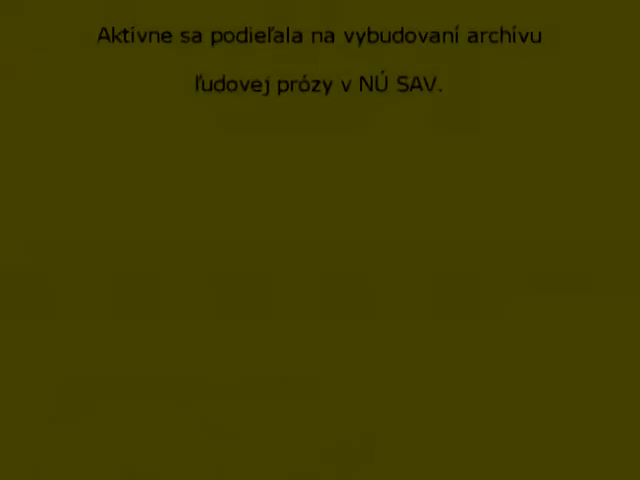 Aktívne sa podieľala na vybudovaní archívu
ľudovej prózy v NÚ SAV.